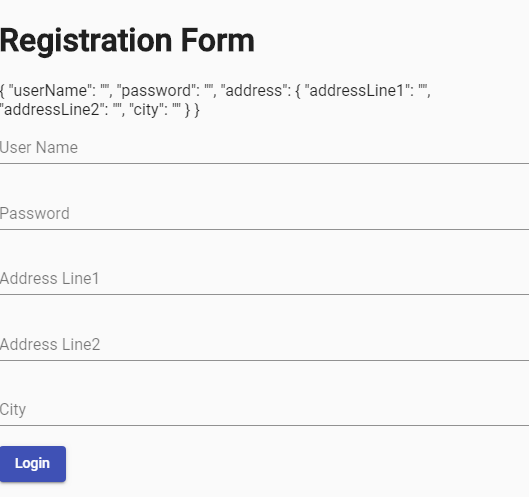 Registration Form
{ "userName": "", "password": "", "address": { "addressLine1": "",
"addressLine2": "", "city": "" } }
User Name
Password
Address Line1
Address Line2
City
Login